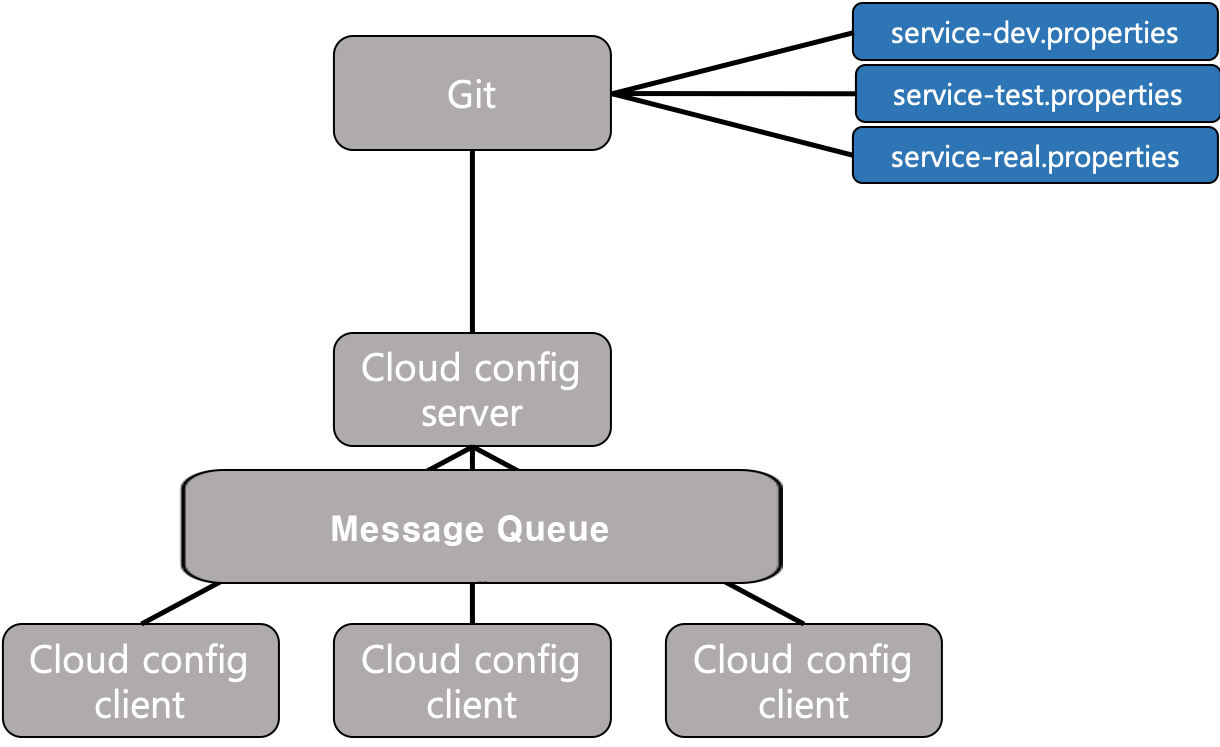 service-dev.properties
Git
service-test.properties
service-real.properties
Cloud config
server
Message Queue
Cloud config
client
Cloud config
client
Cloud config
client